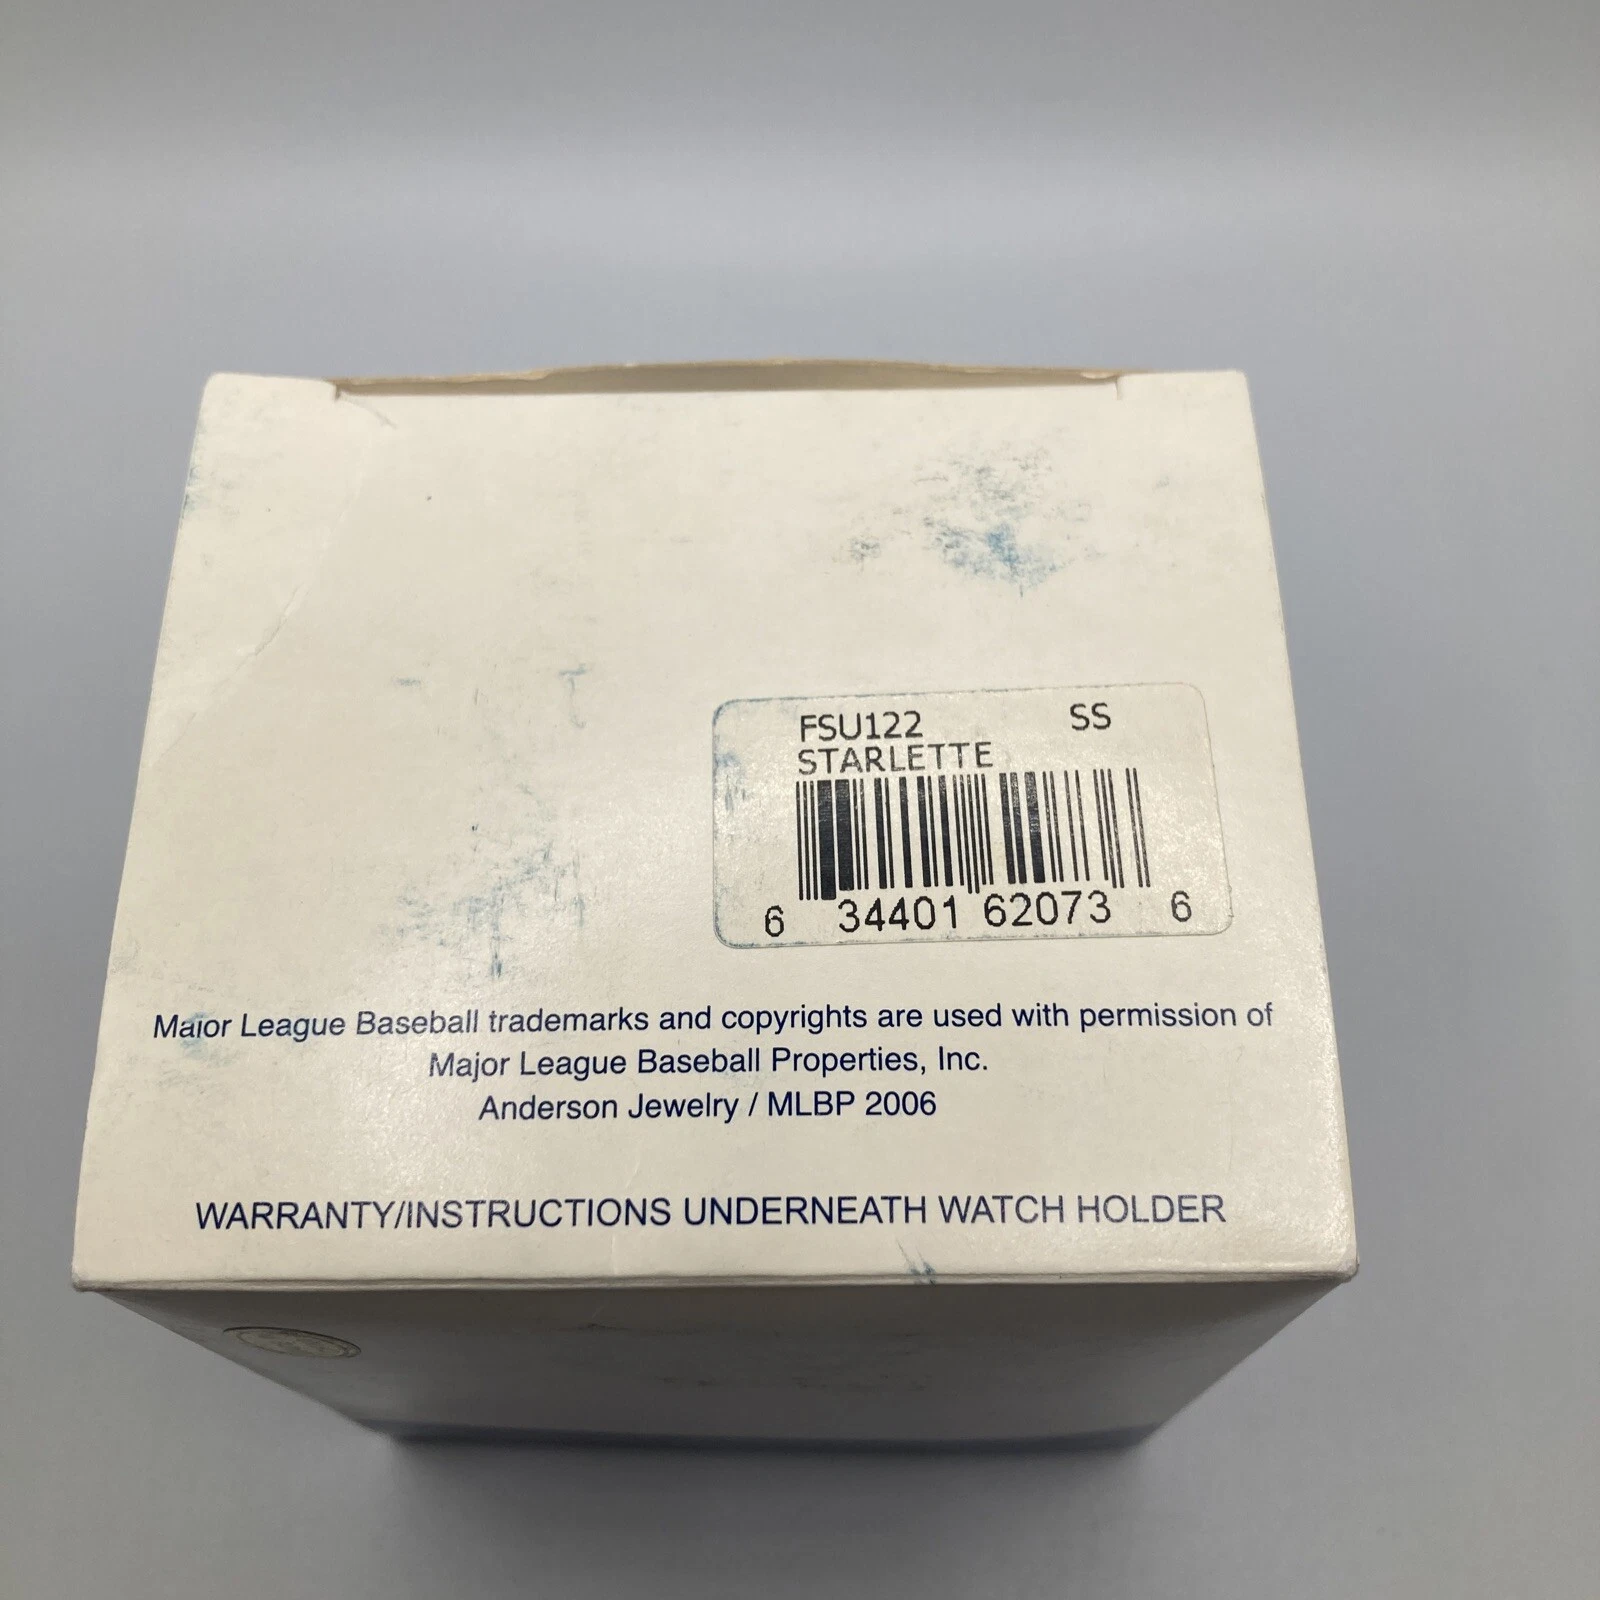 FSU122 SS
STARLETTE
6 34401 62073 6
Major League Baseball trademarks and copyrights are used with permission of
Major League Baseball Properties, Inc.
Anderson Jewelry / MLBP 2006
WARRANTY/INSTRUCTIONS UNDERNEATH WATCH HOLDER